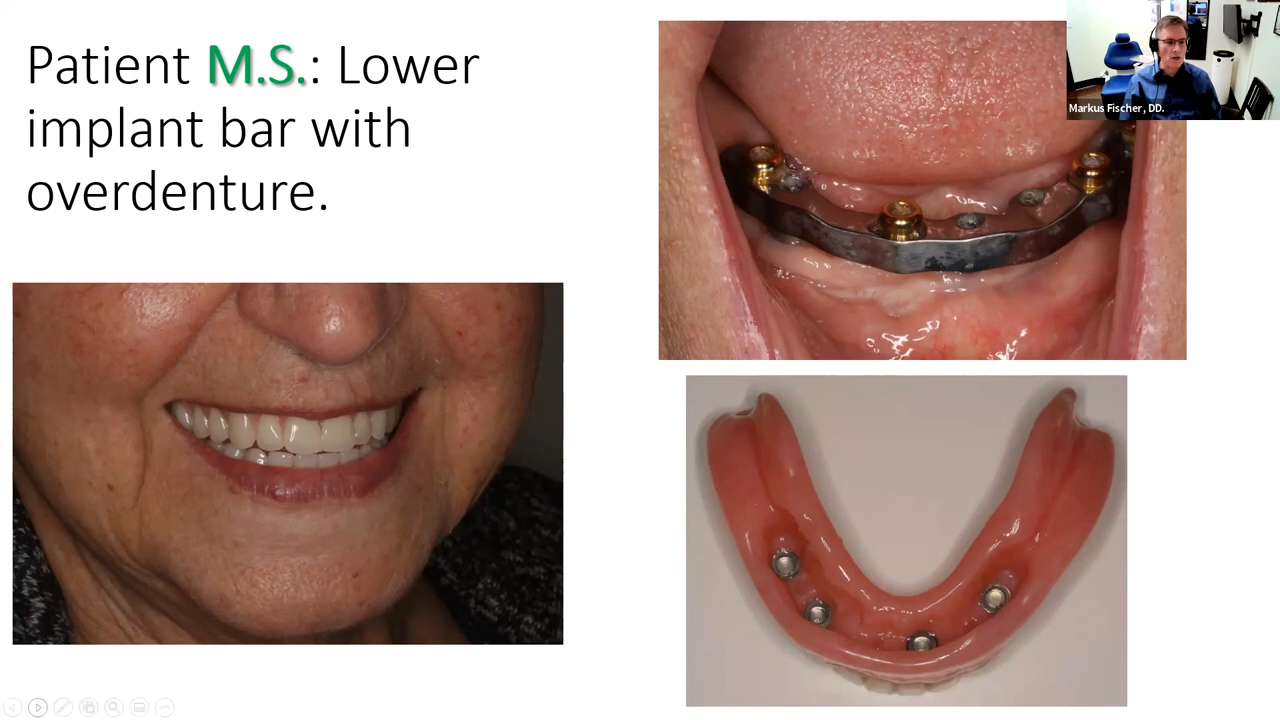 Patient M.S.: Lower
implant bar with
overdenture.
Markus Fischer, DD.